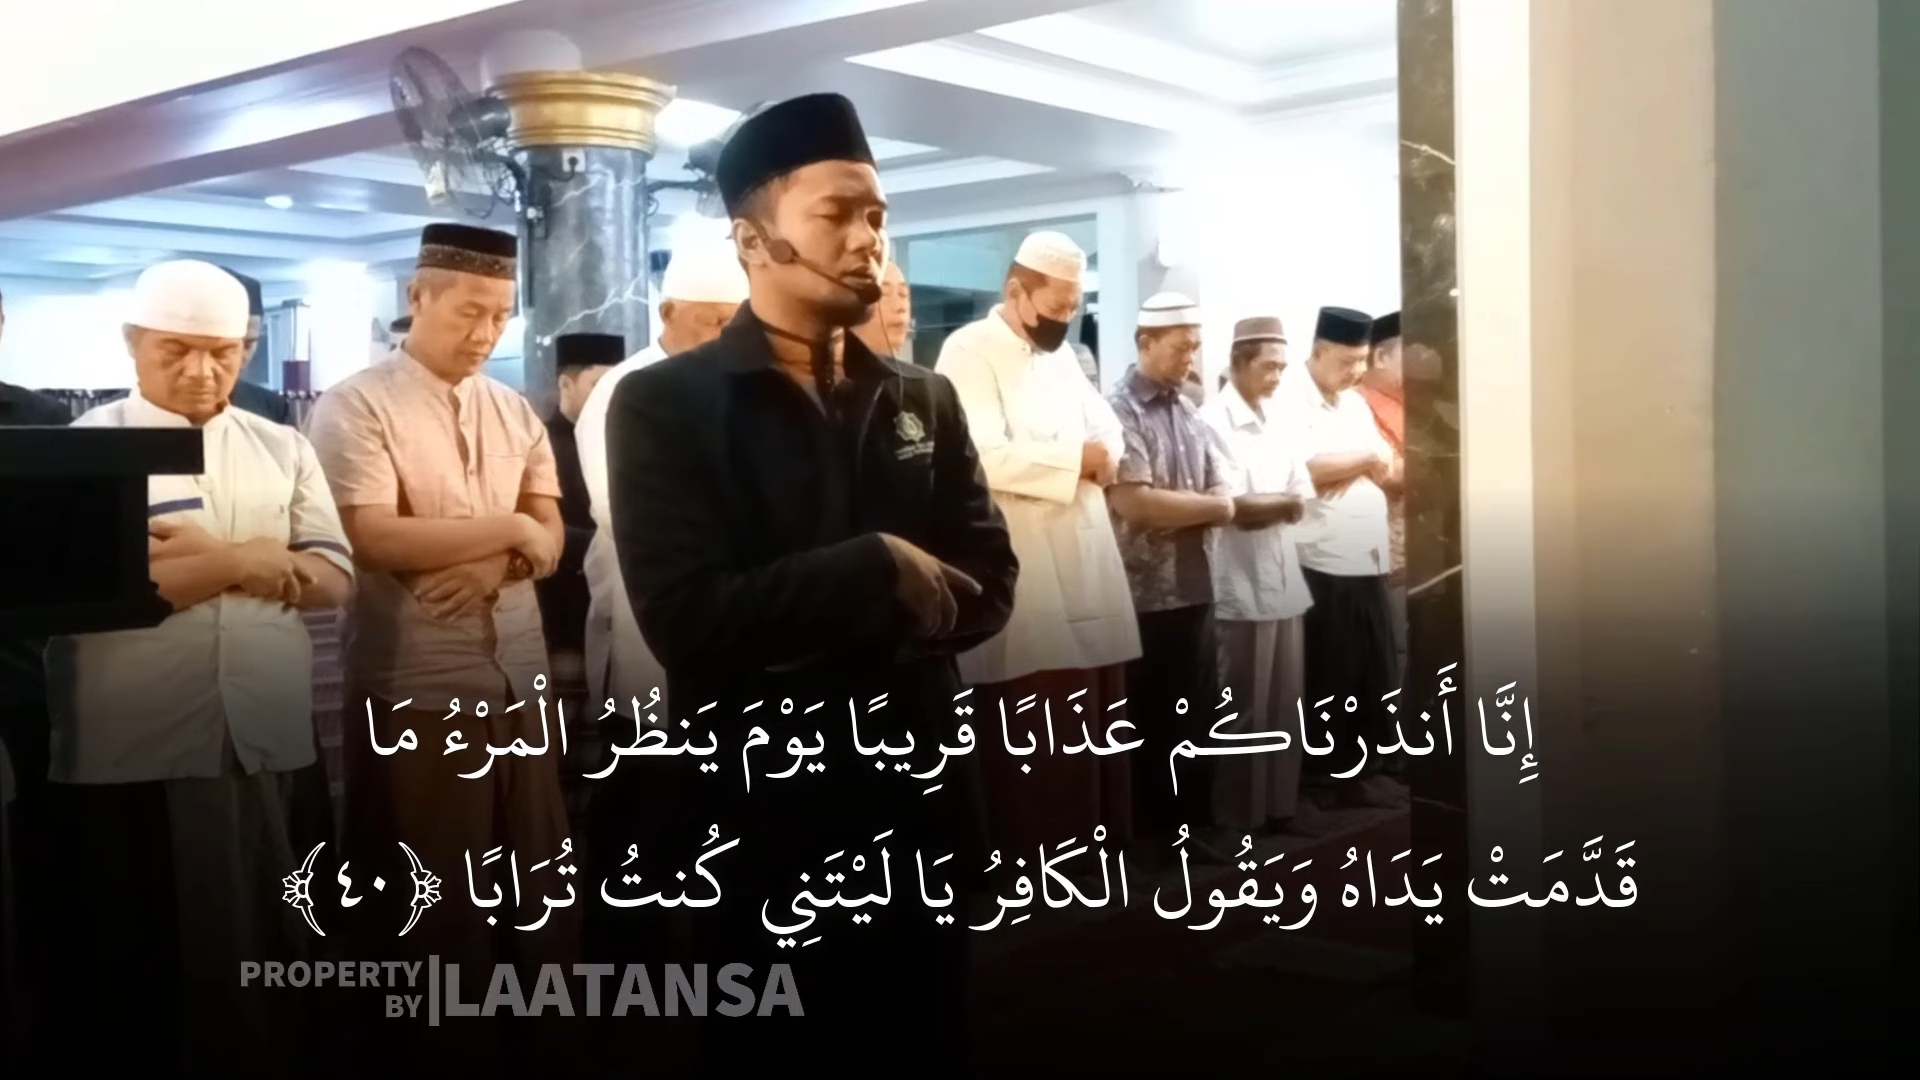 إِنَّا أَنذَرْنَاكُمْ عَذَابًا قَرِيبًا يَوْمَ يَنظُرُ الْمَرْءُ مَا
قَدَّمَتْ يَدَاهُ وَيَقُولُ الْكَافِرُ يَا لَيْتَنِي كُنتُ تُرَابًا ﴿٤٠﴾
PROPERTY
BY
LAATANSA